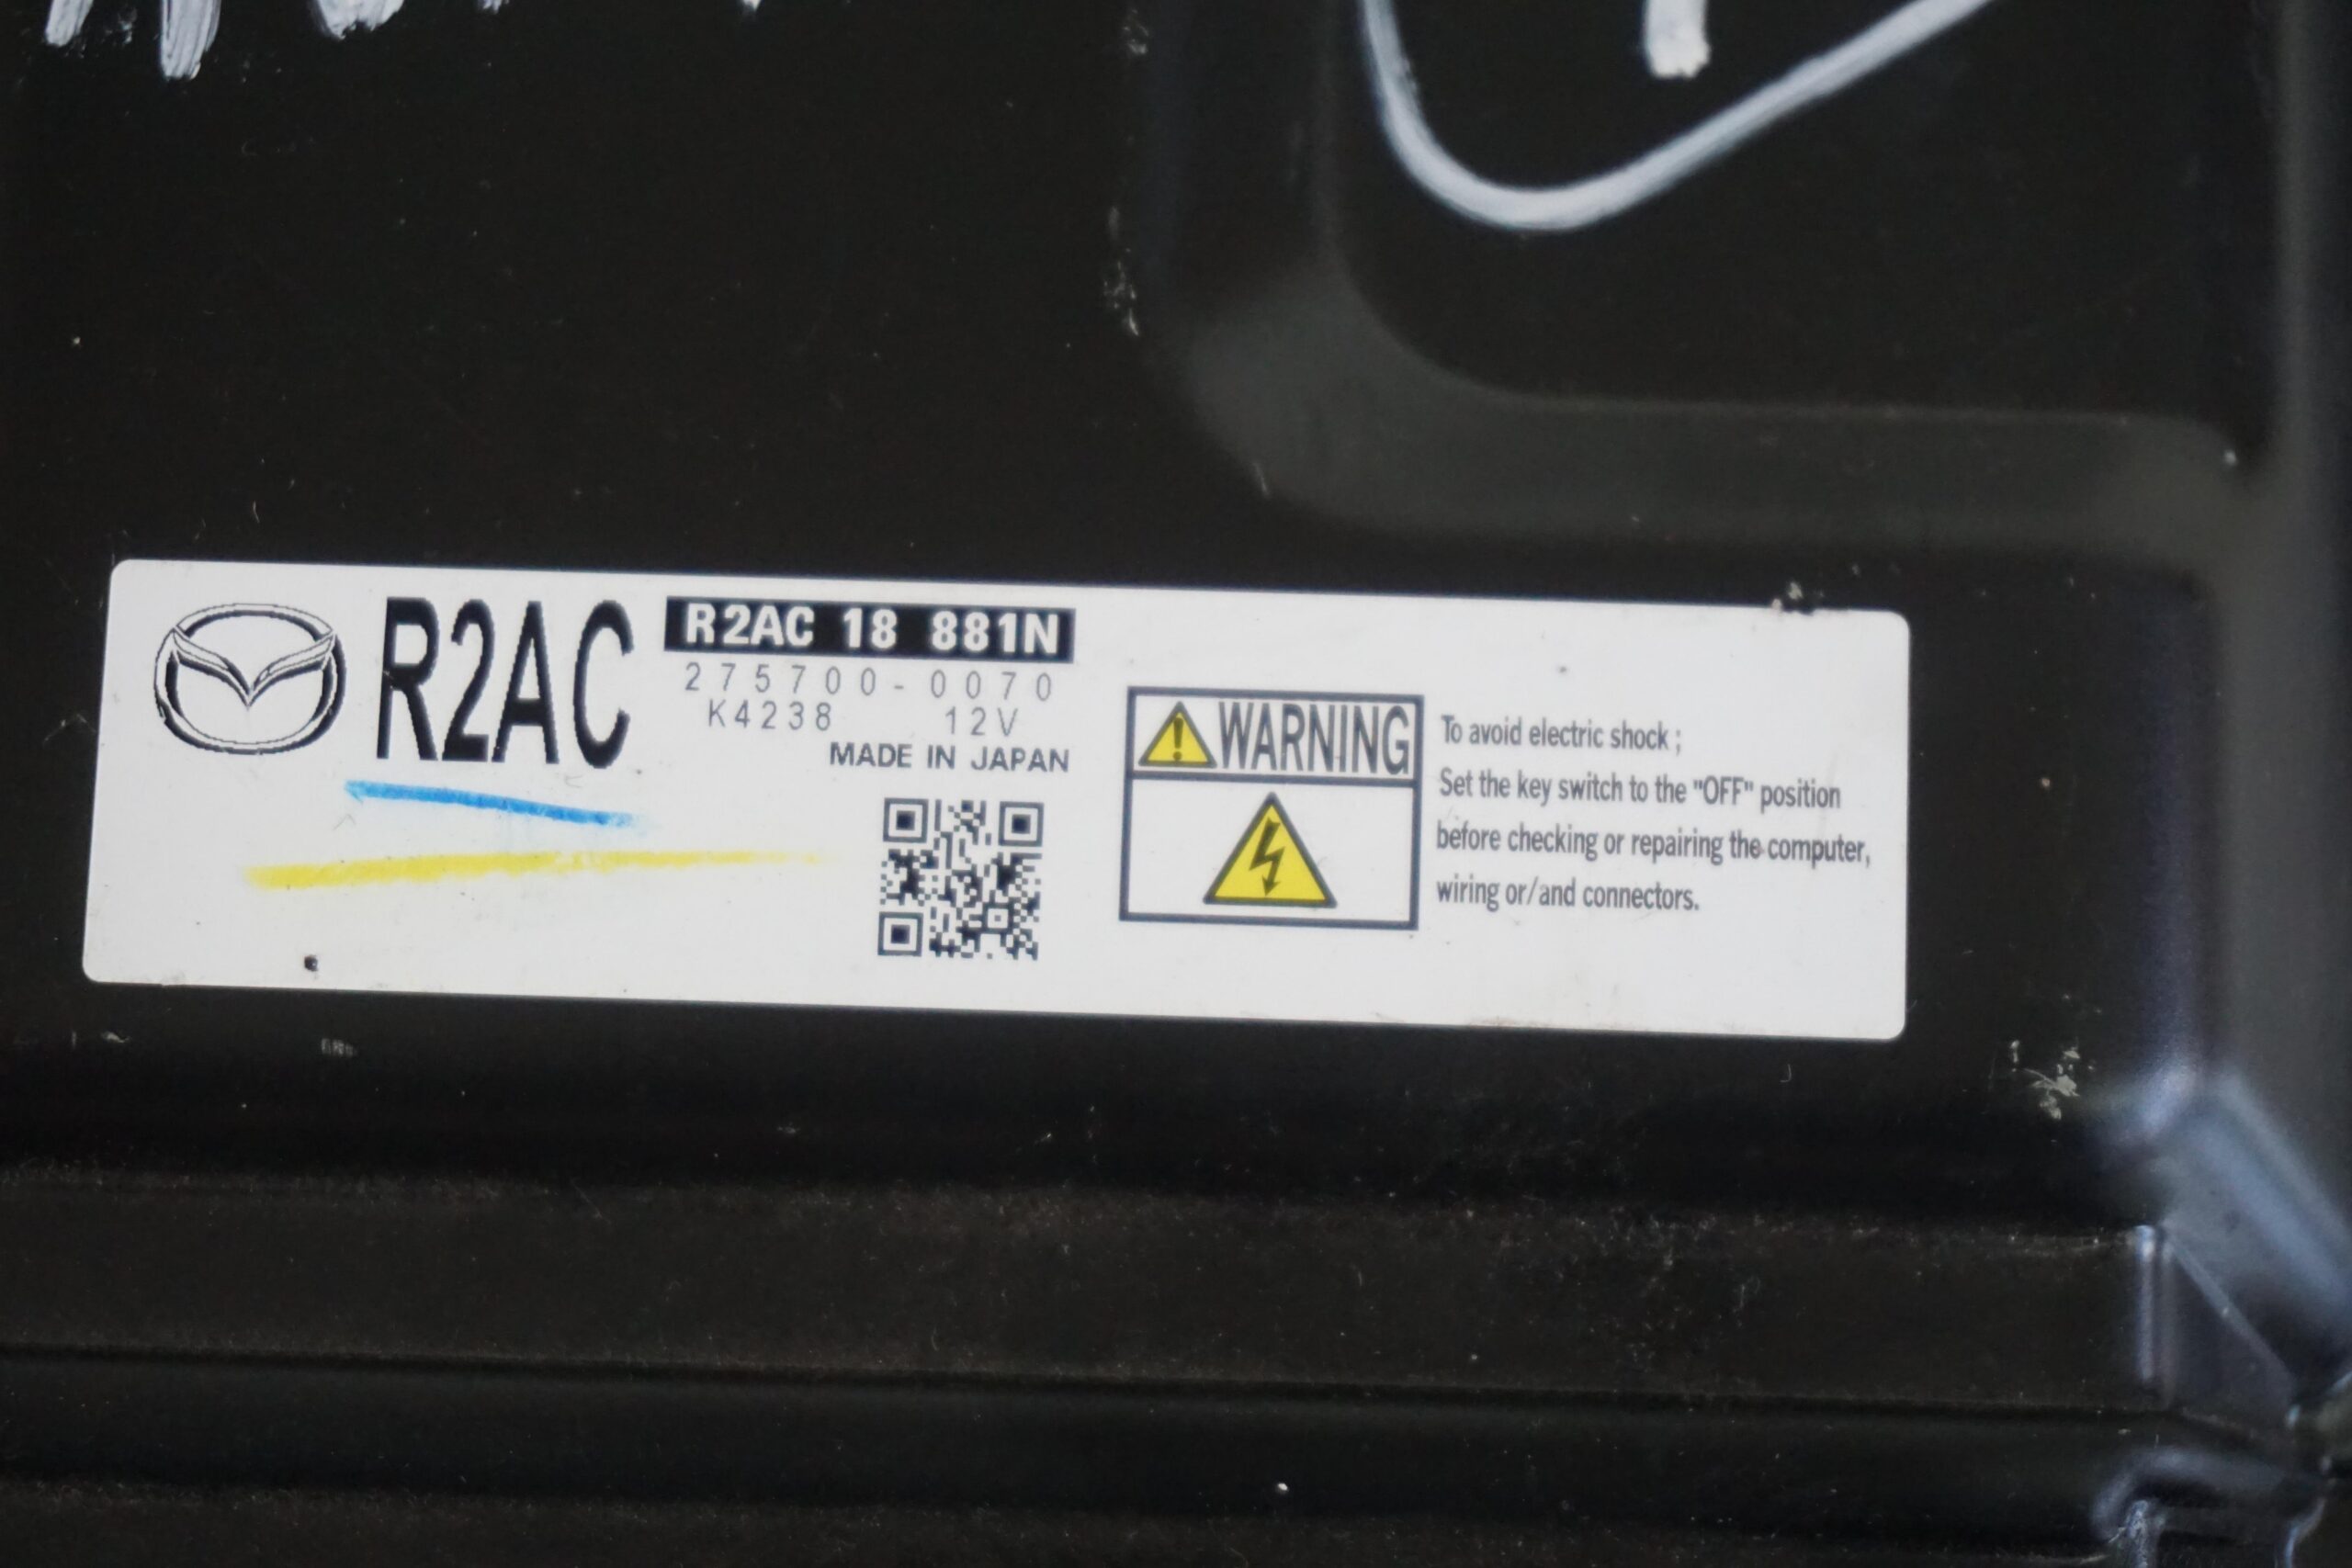 R2AC
R2AC 18 881N
275700-0070
K4238 12V
MADE IN JAPAN
WARNING
To avoid electric shock ;
Set the key switch to the "OFF" position
before checking or repairing the computer,
wiring or/and connectors.